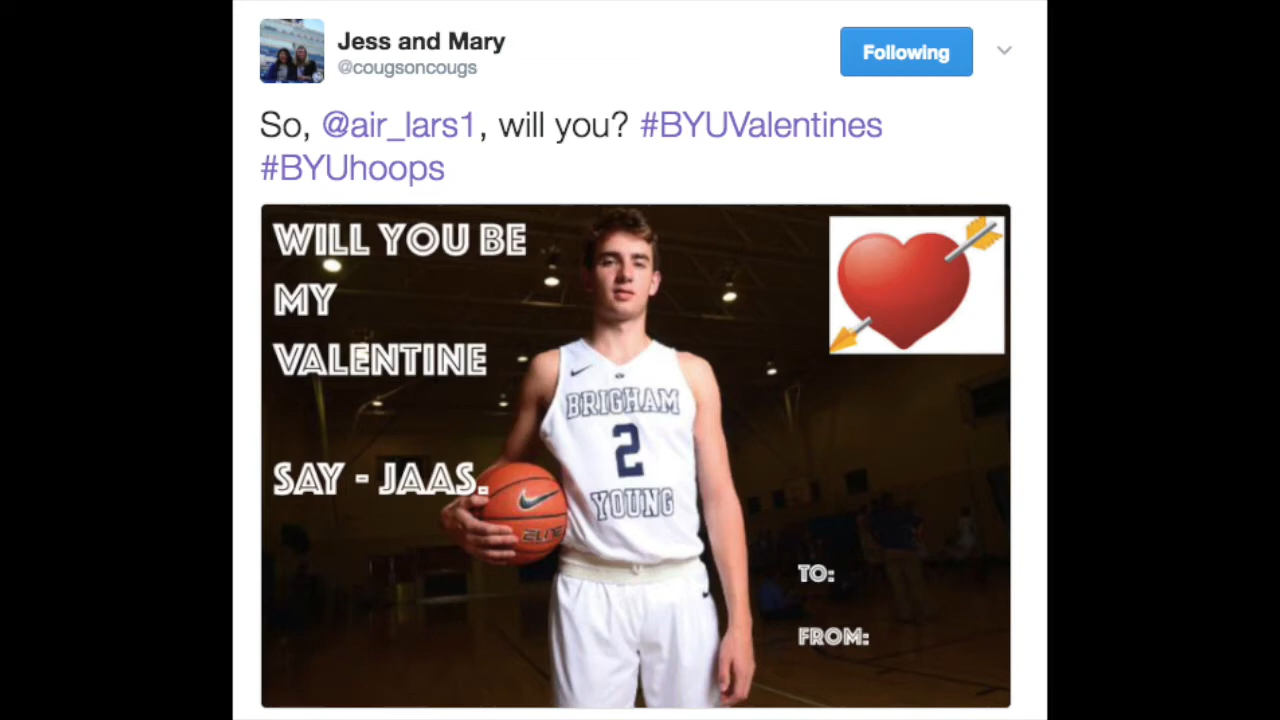 Jess and Mary
@cougsoncougs
Following
So, @air_lars1, will you? #BYUValentines
#BYUhoops
WILL YOU BE
MY
VALENTINE
SAY - JAAS.
BRIGHAM
2
YOUNG
ELITE
TO:
FROM: